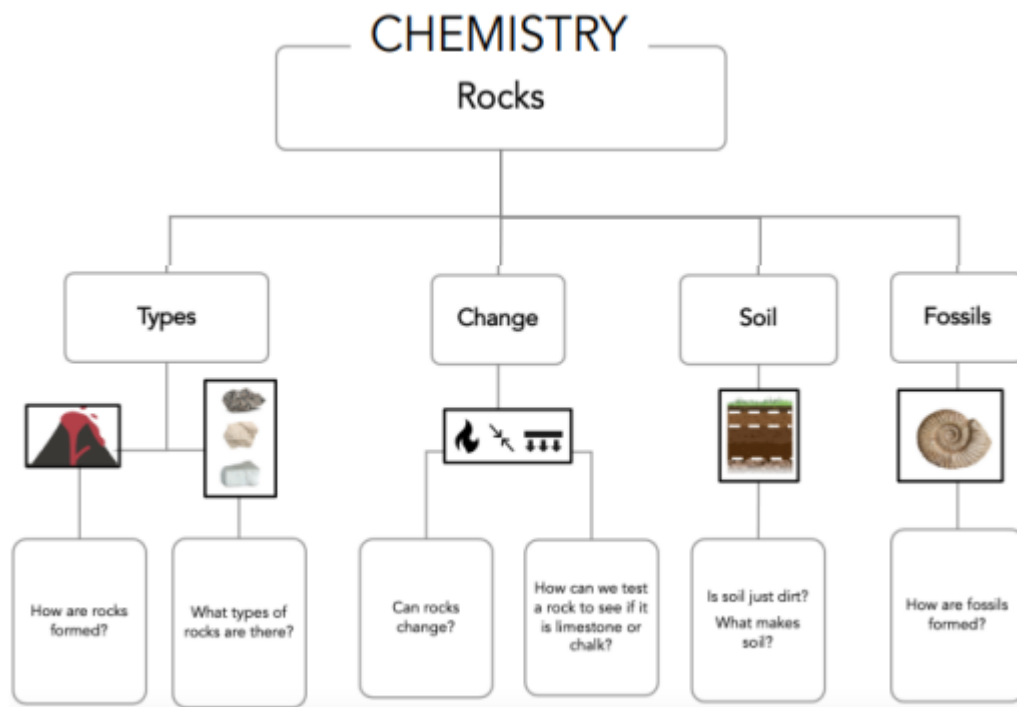 CHEMISTRY
Rocks
Types
Change
Soil
Fossils
How are rocks
formed?
What types of
rocks are there?
Can rocks
change?
How can we test
a rock to see if it
is limestone or
chalk?
Is soil just dirt?
What makes
soil?
How are fossils
formed?